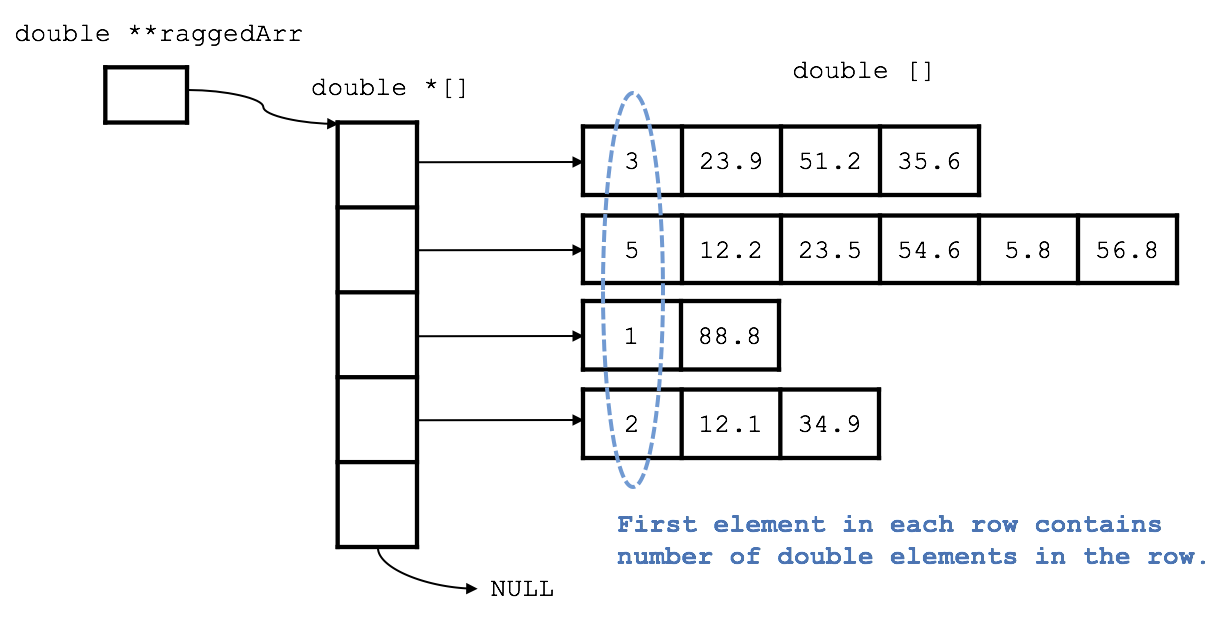 double **raggedArr
double *[]
double []
3 23.9 51.2 35.6
5 12.2 23.5 54.6 5.8 56.8
1 88.8
2 12.1 34.9
First element in each row contains
number of double elements in the row.
NULL